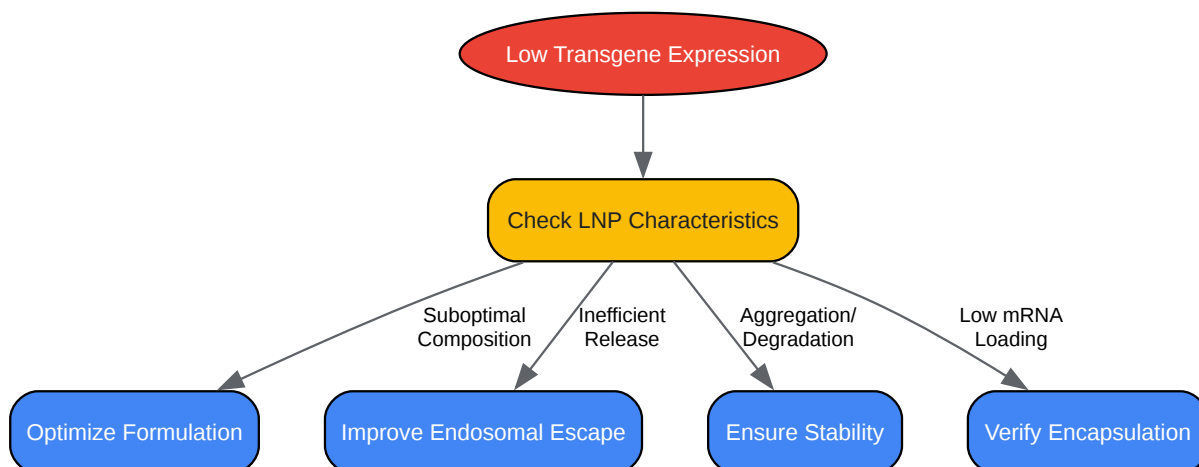 Low Transgene Expression
Check LNP Characteristics
Suboptimal
Composition
Inefficient
Release
Aggregation/
Degradation
Low mRNA
Loading
Optimize Formulation
Improve Endosomal Escape
Ensure Stability
Verify Encapsulation